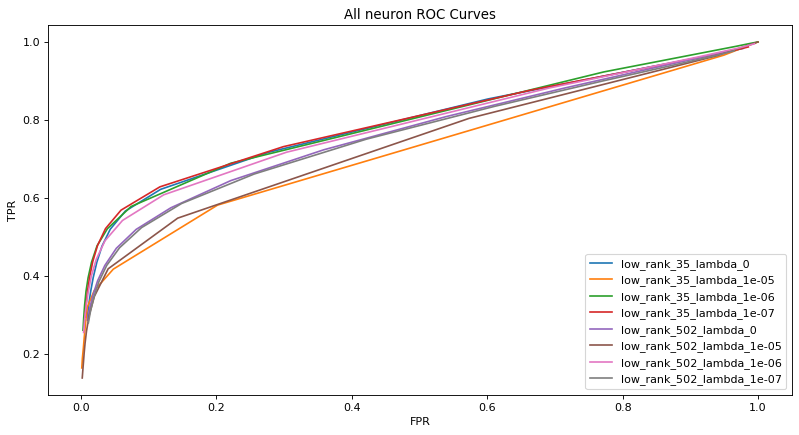 All neuron ROC Curves
TPR
1.0
0.8
0.6
0.4
0.2
0.0
0.2
0.4
0.6
0.8
1.0
FPR
low_rank_35_lambda_0
low_rank_35_lambda_1e-05
low_rank_35_lambda_1e-06
low_rank_35_lambda_1e-07
low_rank_502_lambda_0
low_rank_502_lambda_1e-05
low_rank_502_lambda_1e-06
low_rank_502_lambda_1e-07